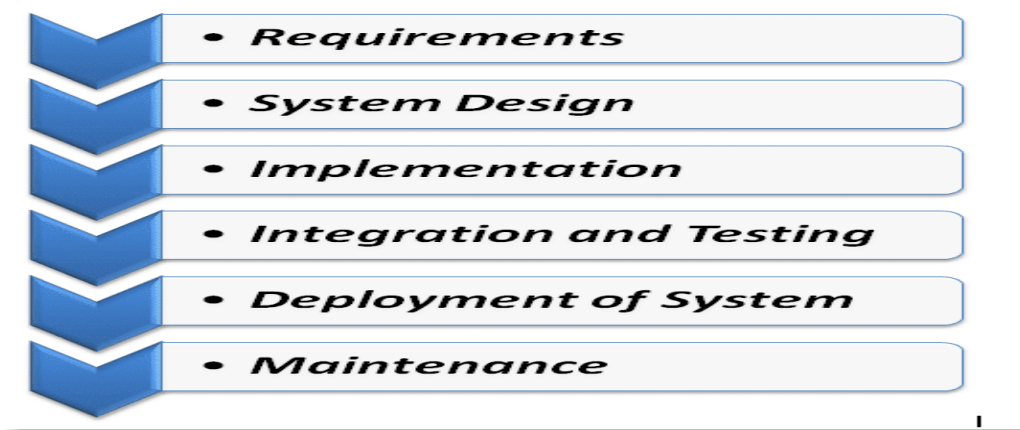 • Requirements
• System Design
• Implementation
• Integration and Testing
• Deployment of System
• Maintenance